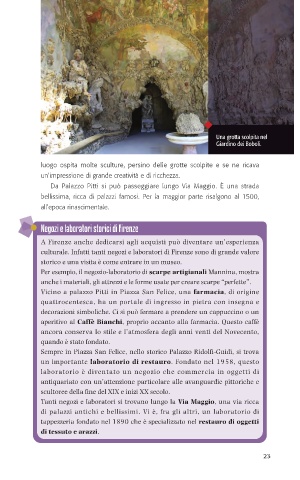 Una grotta scolpita nel
Giardino dei Boboli.
luogo ospita molte sculture, persino delle grotte scolpite e se ne ricava
un'impressione di grande creatività e di ricchezza.
Da Palazzo Pitti si può passeggiare lungo Via Maggio. È una strada
bellissima, ricca di palazzi famosi. Per la maggior parte risalgono al 1500,
all'epoca rinascimentale.
Negozi e laboratori storici di Firenze
A Firenze anche dedicarsi agli acquisti può diventare un'esperienza
culturale. Infatti tanti negozi e laboratori di Firenze sono di grande valore
storico e una visita è come entrare in un museo.
Per esempio, il negozio-laboratorio di scarpe artigianali Mannina, mostra
anche i materiali, gli attrezzi e le forme usate per creare scarpe "perfette".
Vicino a Palazzo Pitti in Piazza San Felice, una farmacia, di origine
quattrocentesca, ha un portale di ingresso in pietra con insegna e
decorazioni simboliche. Ci si può fermare a prendere un cappuccino o un
aperitivo al Caffè Bianchi, proprio accanto alla farmacia. Questo caffè
ancora conserva lo stile e l'atmosfera degli anni venti del Novecento,
quando è stato fondato.
Sempre in Piazza San Felice, nello storico Palazzo Ridolfi-Guidi, si trova
un importante laboratorio di restauro. Fondato nel 1958, questo
laboratorio è diventato un negozio che commercia in oggetti di
antiquariato con un'attenzione particolare alle avanguardie pittoriche e
scultoree della fine del XIX e inizi XX secolo.
Tanti negozi e laboratori si trovano lungo la Via Maggio, una via ricca
di palazzi antichi e bellissimi. Vi è, fra gli altri, un laboratorio di
tappezzeria fondato nel 1890 che è specializzato nel restauro di oggetti
di tessuto e arazzi.
23